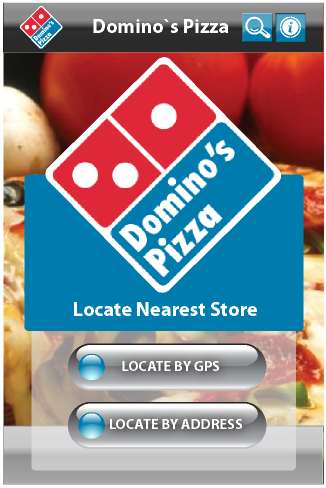 Domino's
Pizza
Domino`s Pizza
Domino's
Pizza
Locate Nearest Store
LOCATE BY GPS
LOCATE BY ADDRESS